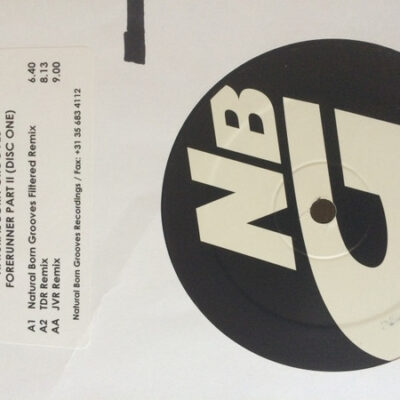 FORERUNNER PART II (DISC ONE)
A1 Natural Born Grooves Filtered Remix 6.40
A2 TDR Remix 8.13
AA JVR Remix 9.00
Natural Born Grooves Recordings / Fax: +31 35 683 4112
NB
G